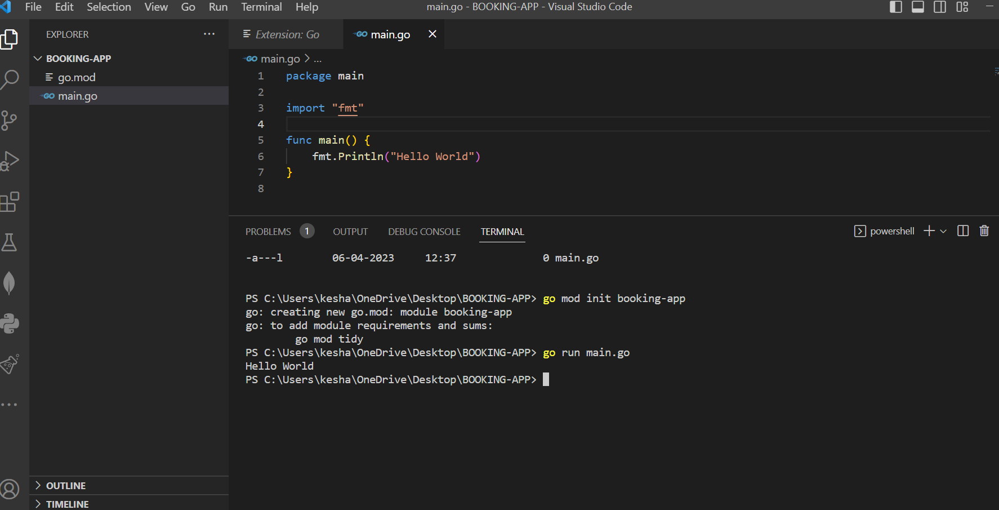 File Edit Selection View Go Run Terminal Help main.go - BOOKING-APP - Visual Studio Code
EXPLORER ...
BOOKING-APP
go.mod
GO main.go
OUTLINE
TIMELINE
Extension: Go
GO main.go
GO main.go > ...
1 package main
2
3 import "fmt"
4
5 func main() {
6 fmt.Println("Hello World")
7 }
8
PROBLEMS 1 OUTPUT DEBUG CONSOLE TERMINAL powershell
-a---l 06-04-2023 12:37 0 main.go
PS C:\Users\kesha\OneDrive\Desktop\BOOKING-APP> go mod init booking-app
go: creating new go.mod: module booking-app
go: to add module requirements and sums:
go mod tidy
PS C:\Users\kesha\OneDrive\Desktop\BOOKING-APP> go run main.go
Hello World
PS C:\Users\kesha\OneDrive\Desktop\BOOKING-APP>